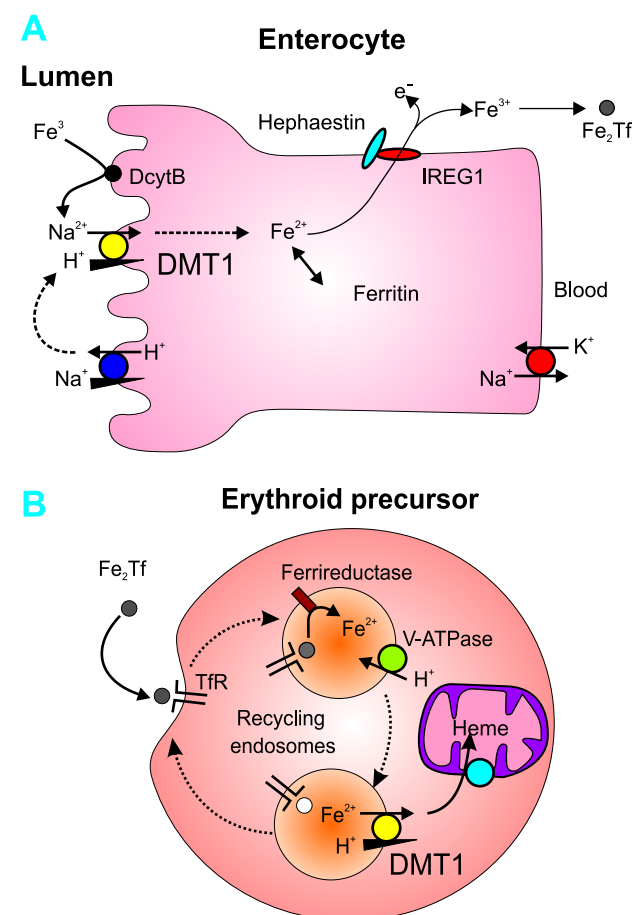 A
Enterocyte
Lumen
e⁻
Fe³⁺
Fe₂Tf
Hephaestin
Fe³
DcytB
IREG1
Na²⁺
Fe²⁺
H⁺
DMT1
Ferritin
Blood
H⁺
K⁺
Na⁺
Na⁺
B
Erythroid precursor
Fe₂Tf
Ferrireductase
Fe²⁺
V-ATPase
H⁺
TfR
Recycling
endosomes
Heme
Fe²⁺
H⁺
DMT1